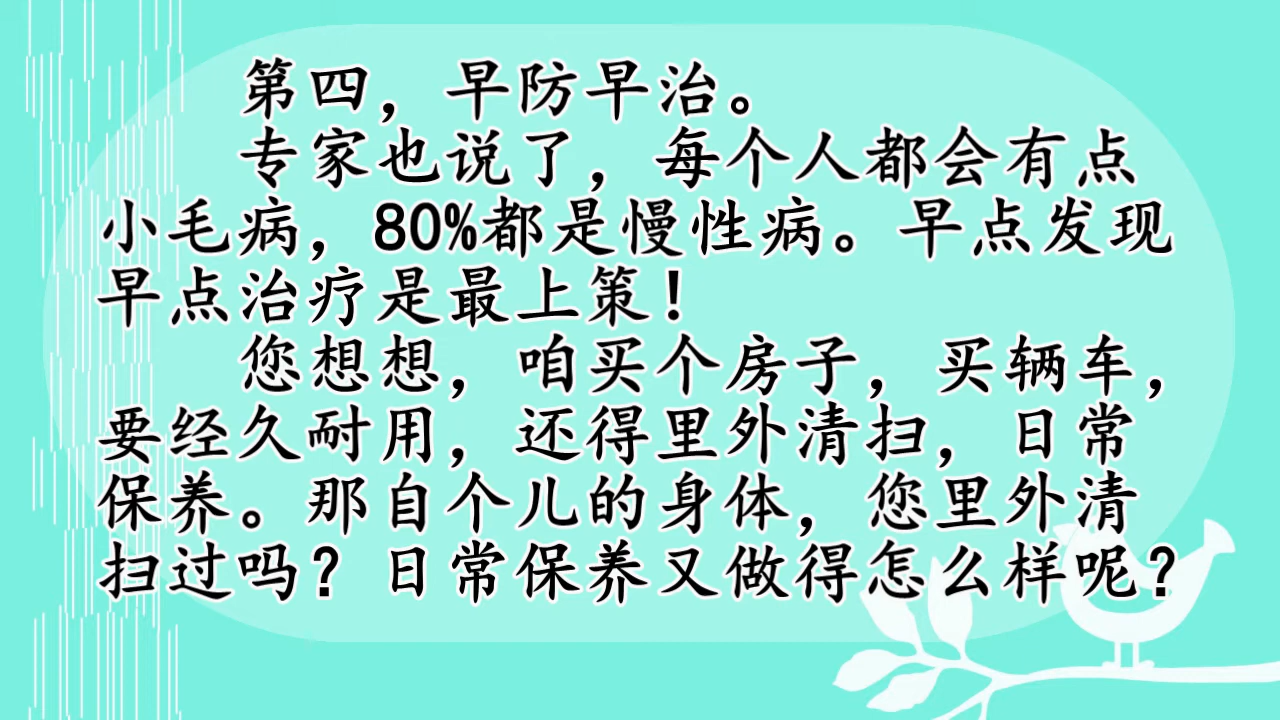 第四，早防早治。
专家也说了，每个人都会有点
小毛病，80%都是慢性病。早点发现
早点治疗是最上策！
您想想，咱买个房子，买辆车，
要经久耐用，还得里外清扫，日常
保养。那自个儿的身体，您里外清
扫过吗？日常保养又做得怎么样呢？